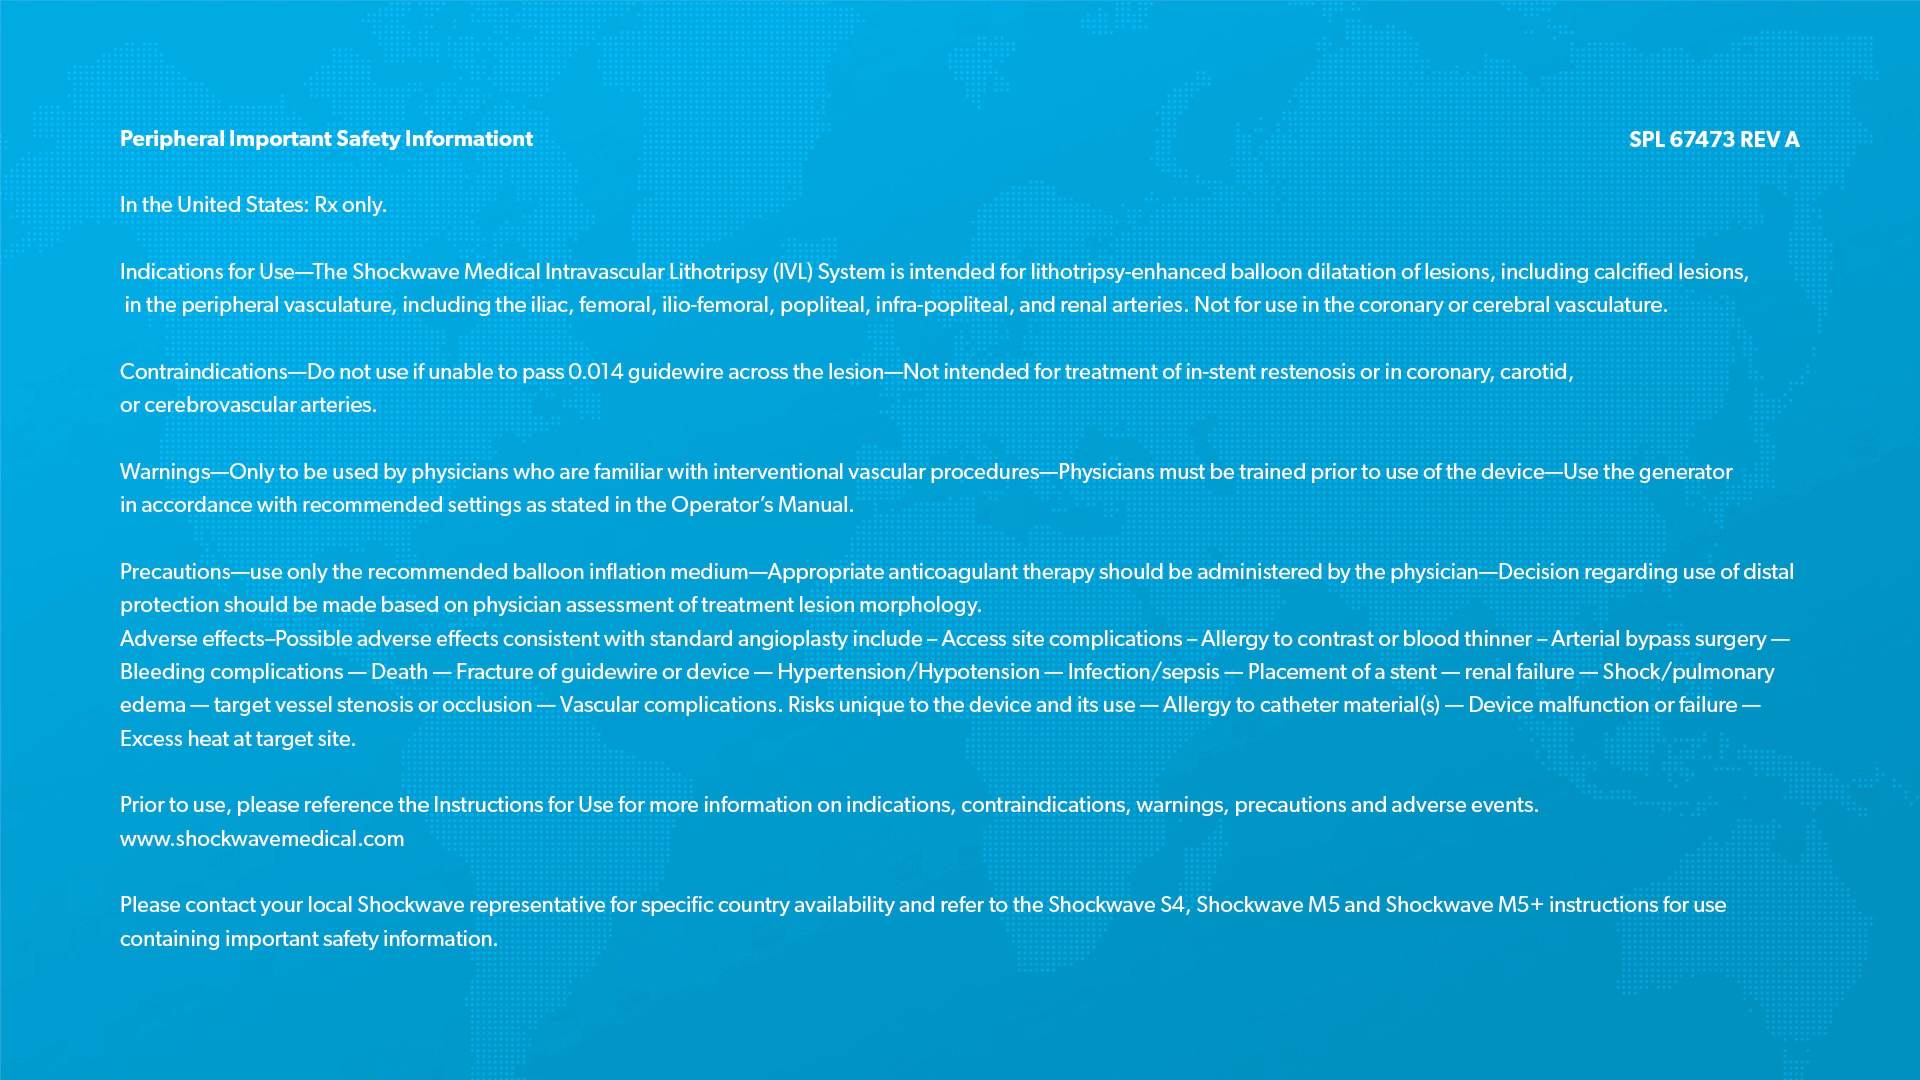 Peripheral Important Safety Informationt
SPL 67473 REV A
In the United States: Rx only.
Indications for Use—The Shockwave Medical Intravascular Lithotripsy (IVL) System is intended for lithotripsy-enhanced balloon dilatation of lesions, including calcified lesions,
in the peripheral vasculature, including the iliac, femoral, ilio-femoral, popliteal, infra-popliteal, and renal arteries. Not for use in the coronary or cerebral vasculature.
Contraindications—Do not use if unable to pass 0.014 guidewire across the lesion—Not intended for treatment of in-stent restenosis or in coronary, carotid,
or cerebrovascular arteries.
Warnings—Only to be used by physicians who are familiar with interventional vascular procedures—Physicians must be trained prior to use of the device—Use the generator
in accordance with recommended settings as stated in the Operator’s Manual.
Precautions—use only the recommended balloon inflation medium—Appropriate anticoagulant therapy should be administered by the physician—Decision regarding use of distal
protection should be made based on physician assessment of treatment lesion morphology.
Adverse effects–Possible adverse effects consistent with standard angioplasty include – Access site complications – Allergy to contrast or blood thinner – Arterial bypass surgery —
Bleeding complications — Death — Fracture of guidewire or device — Hypertension/Hypotension — Infection/sepsis — Placement of a stent — renal failure — Shock/pulmonary
edema — target vessel stenosis or occlusion — Vascular complications. Risks unique to the device and its use — Allergy to catheter material(s) — Device malfunction or failure —
Excess heat at target site.
Prior to use, please reference the Instructions for Use for more information on indications, contraindications, warnings, precautions and adverse events.
www.shockwavemedical.com
Please contact your local Shockwave representative for specific country availability and refer to the Shockwave S4, Shockwave M5 and Shockwave M5+ instructions for use
containing important safety information.